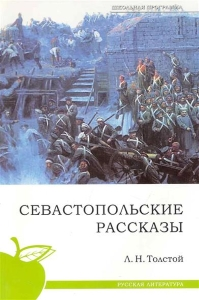 ШКОЛЬНАЯ ПРОГРАММА
СЕВАСТОПОЛЬСКИЕ
РАССКАЗЫ
Л. Н. Толстой
РУССКАЯ ЛИТЕРАТУРА